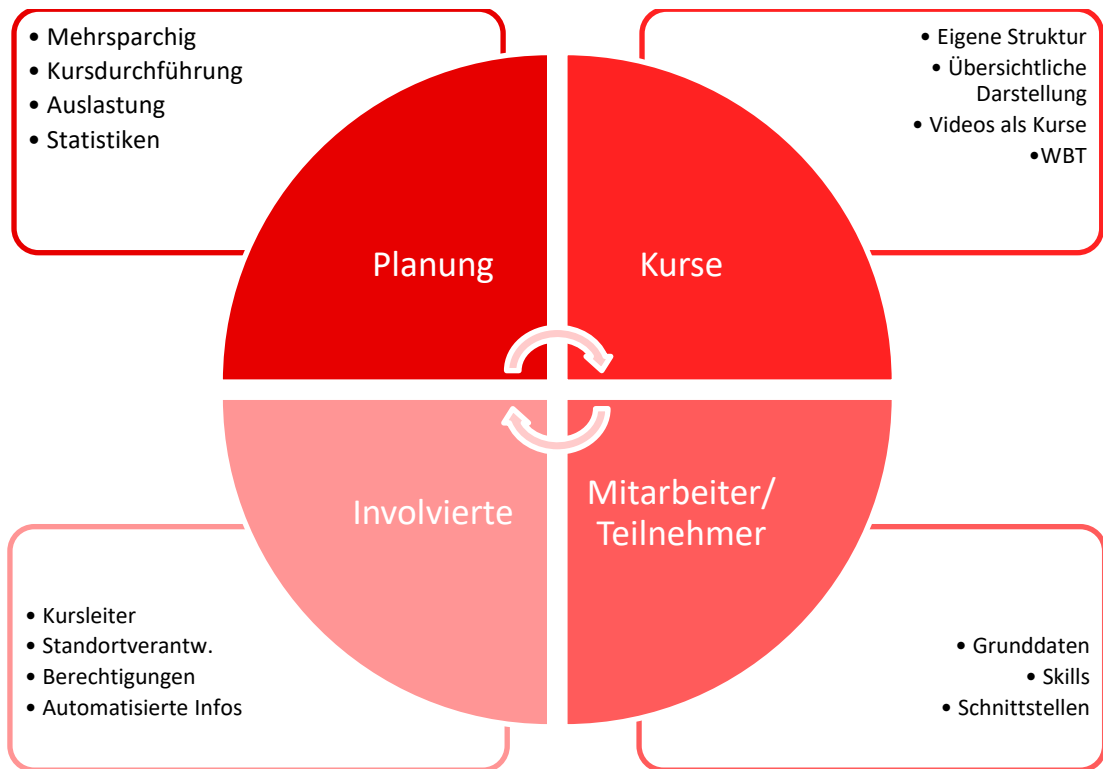 • Mehrsparchig
• Kursdurchführung
• Auslastung
• Statistiken
• Eigene Struktur
• Übersichtliche
Darstellung
• Videos als Kurse
•WBT
Planung
Kurse
Involvierte
Mitarbeiter/
Teilnehmer
• Kursleiter
• Standortverantw.
• Berechtigungen
• Automatisierte Infos
• Grunddaten
• Skills
• Schnittstellen